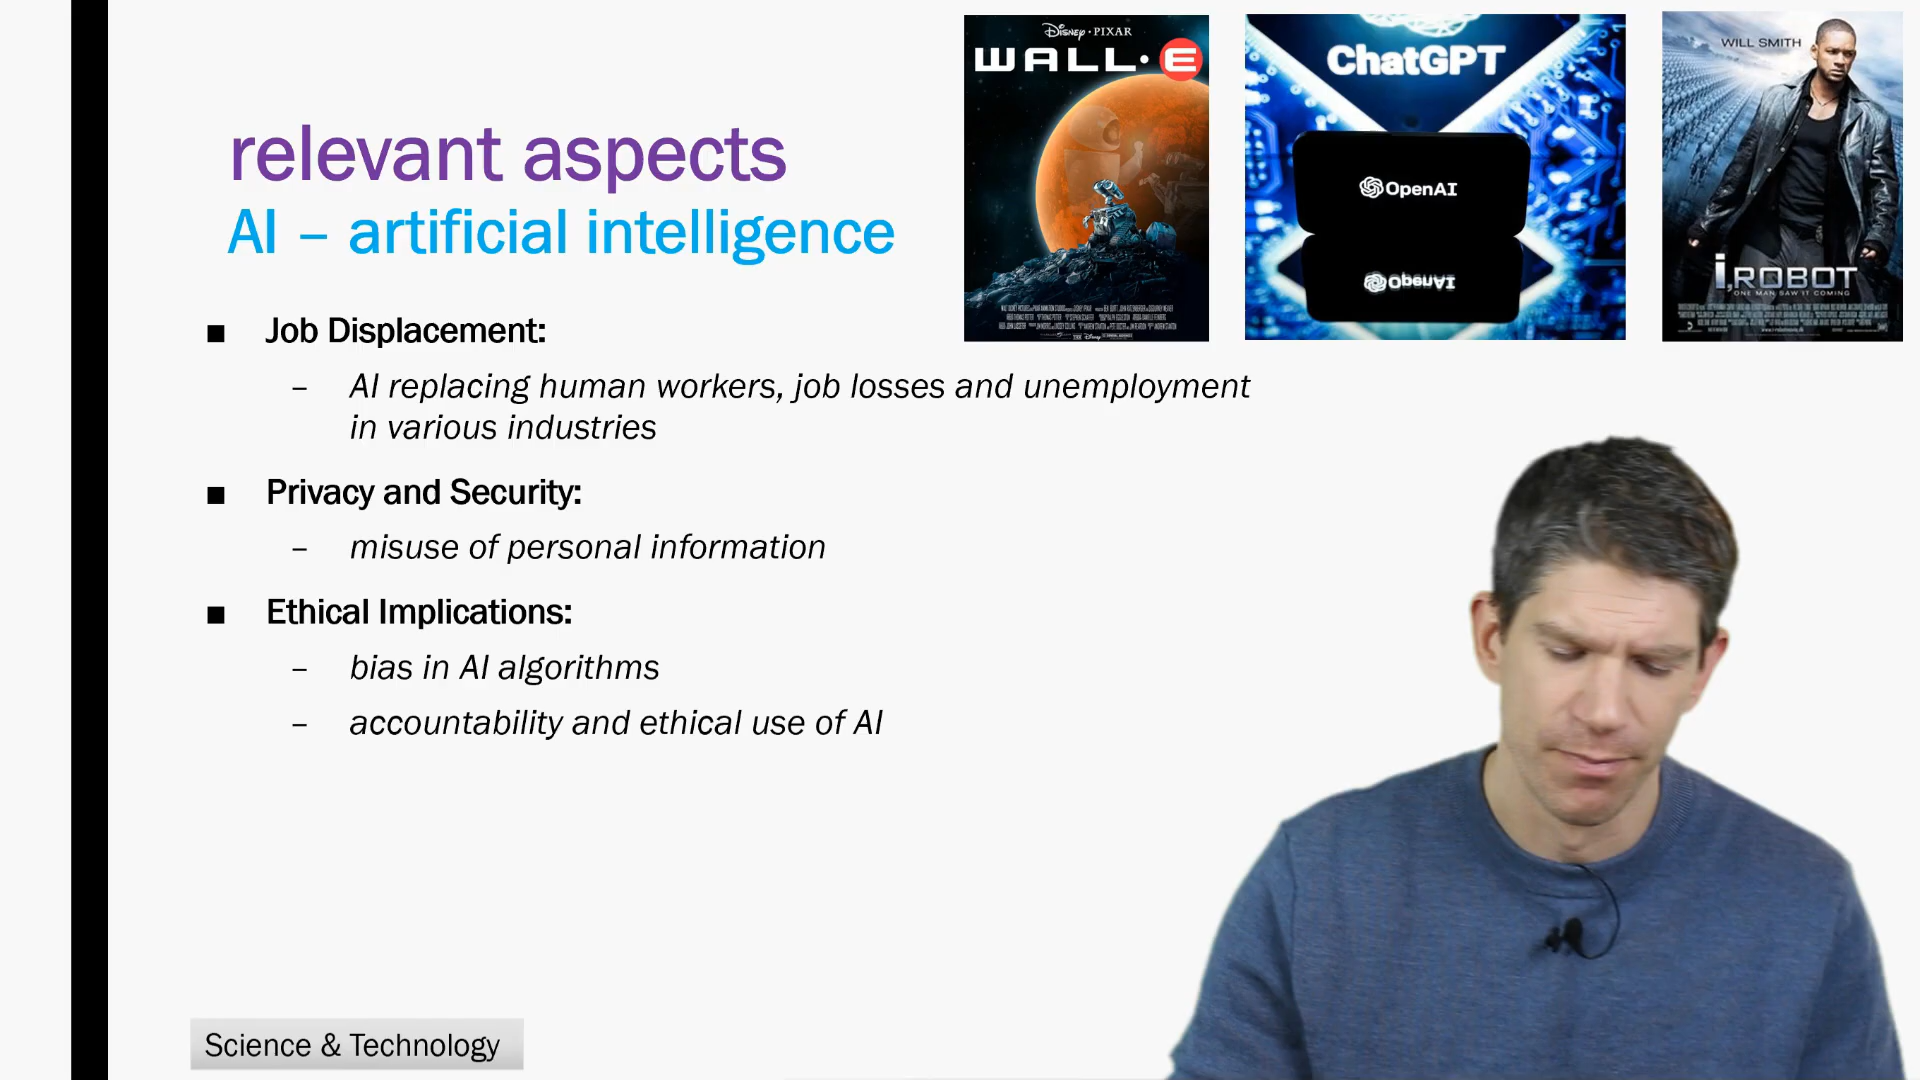 Disney • PIXAR
WALL•E
ChatGPT
OpenAI
OpenAI
WILL SMITH
i,ROBOT
ONE MAN SAW IT COMING
relevant aspects
AI – artificial intelligence
■ Job Displacement:
– AI replacing human workers, job losses and unemployment
in various industries
■ Privacy and Security:
– misuse of personal information
■ Ethical Implications:
– bias in AI algorithms
– accountability and ethical use of AI
Science & Technology